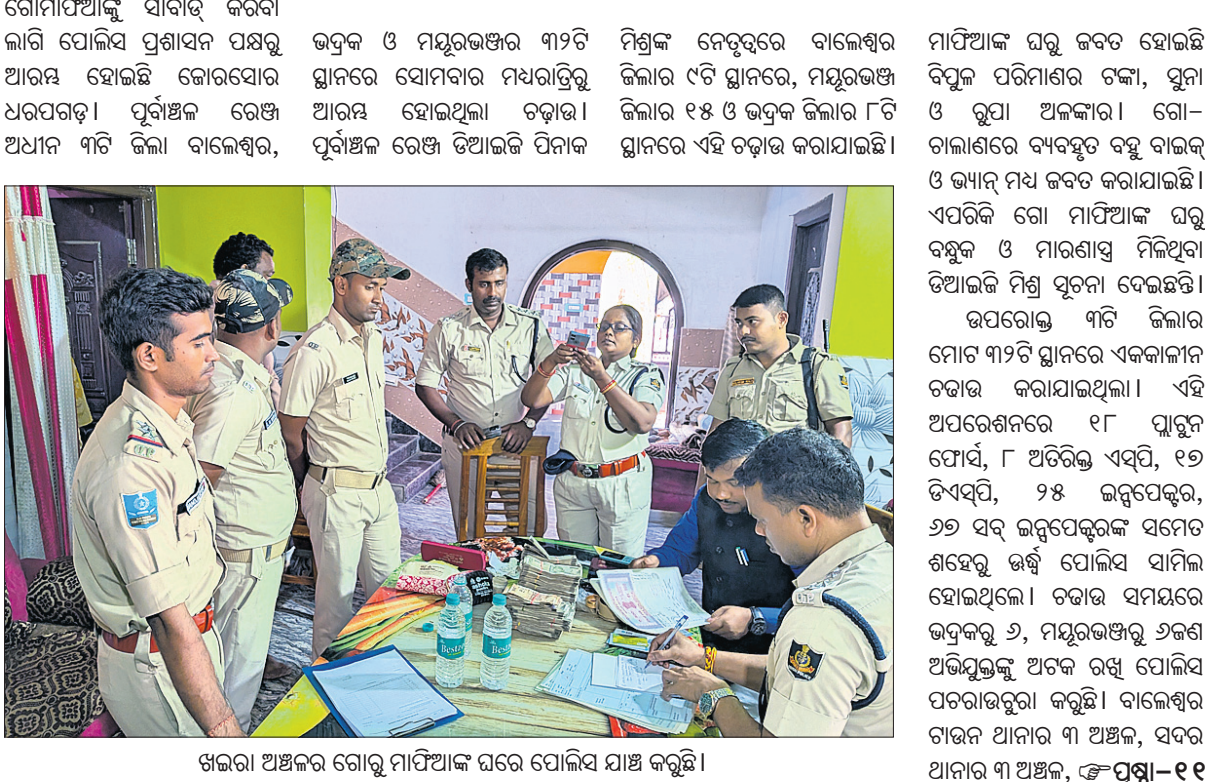 ଗୋମାଫିଆଙ୍କୁ ସାବାଡ଼୍ କରିବା
ଲାଗି ପୋଲିସ ପ୍ରଶାସନ ପକ୍ଷରୁ
ଆରମ୍ଭ ହୋଇଛି ଜୋରସୋର
ଧରପଗଡ଼। ପୂର୍ବାଞ୍ଚଳ ରେଞ୍ଜ
ଅଧୀନ ୩ଟି ଜିଲା ବାଲେଶ୍ୱର,
ଭଦ୍ରକ ଓ ମୟୂରଭଞ୍ଜର ୩୨ଟି
ସ୍ଥାନରେ ସୋମବାର ମଧ୍ୟରାତ୍ରିରୁ
ଆରମ୍ଭ ହୋଇଥିଲା ଚଢ଼ାଉ।
ପୂର୍ବାଞ୍ଚଳ ରେଞ୍ଜ ଡିଆଇଜି ପିନାକ
ମିଶ୍ରଙ୍କ ନେତୃତ୍ୱରେ ବାଲେଶ୍ୱର
ଜିଲାର ୯ଟି ସ୍ଥାନରେ, ମୟୂରଭଞ୍ଜ
ଜିଲାର ୧୫ ଓ ଭଦ୍ରକ ଜିଲାର ୮ଟି
ସ୍ଥାନରେ ଏହି ଚଢ଼ାଉ କରାଯାଇଛି।
ମାଫିଆଙ୍କ ଘରୁ ଜବତ ହୋଇଛି
ବିପୁଳ ପରିମାଣର ଟଙ୍କା, ସୁନା
ଓ ରୁପା ଅଳଙ୍କାର। ଗୋ-
ଚାଲାଣରେ ବ୍ୟବହୃତ ବହୁ ବାଇକ୍
ଓ ଭ୍ୟାନ୍ ମଧ୍ୟ ଜବତ କରାଯାଇଛି।
ଏପରିକି ଗୋ ମାଫିଆଙ୍କ ଘରୁ
ବନ୍ଧୁକ ଓ ମାରଣାସ୍ତ୍ର ମିଳିଥିବା
ଡିଆଇଜି ମିଶ୍ର ସୂଚନା ଦେଇଛନ୍ତି।
ଉପରୋକ୍ତ ୩ଟି ଜିଲାର
ମୋଟ ୩୨ଟି ସ୍ଥାନରେ ଏକକାଳୀନ
ଚଢାଉ କରାଯାଇଥିଲା। ଏହି
ଅପରେଶନରେ ୧୮ ପ୍ଲାଟୁନ
ଫୋର୍ସ, ୮ ଅତିରିକ୍ତ ଏସ୍‌ପି, ୧୭
ଡିଏସ୍‌ପି, ୨୫ ଇନ୍ସପେକ୍ଟର,
୬୭ ସବ୍ ଇନ୍ସପେକ୍ଟରଙ୍କ ସମେତ
ଶହେରୁ ଊର୍ଦ୍ଧ୍ୱ ପୋଲିସ ସାମିଲ
ହୋଇଥିଲେ। ଚଢାଉ ସମୟରେ
ଭଦ୍ରକରୁ ୬, ମୟୂରଭଞ୍ଜରୁ ୬ଜଣ
ଅଭିଯୁକ୍ତଙ୍କୁ ଅଟକ ରଖି ପୋଲିସ
ପଚରାଉଚୁରା କରୁଛି। ବାଲେଶ୍ୱର
ଟାଉନ ଥାନାର ୩ ଅଞ୍ଚଳ, ସଦର
ଥାନାର ୩ ଅଞ୍ଚଳ, ☞ ପୃଷ୍ଠା-୧୧
ଖଇରା ଅଞ୍ଚଳର ଗୋରୁ ମାଫିଆଙ୍କ ଘରେ ପୋଲିସ ଯାଞ୍ଚ କରୁଛି।